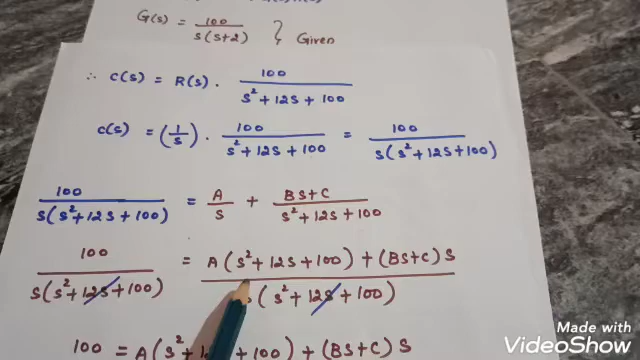 G(s) = 100 / s(s+2) } Given
∴ C(s) = R(s) . 100 / s² + 12s + 100
C(s) = (1/s) . 100 / s² + 12s + 100 = 100 / s(s² + 12s + 100)
100 / s(s² + 12s + 100) = A / s + Bs + C / s² + 12s + 100
100 / s(s² + 12s + 100) = A(s² + 12s + 100) + (Bs + C) s / (s² + 12s + 100)
100 = A(s² + 100) + (Bs + C) s
Made with
VivaVideo
VideoShow